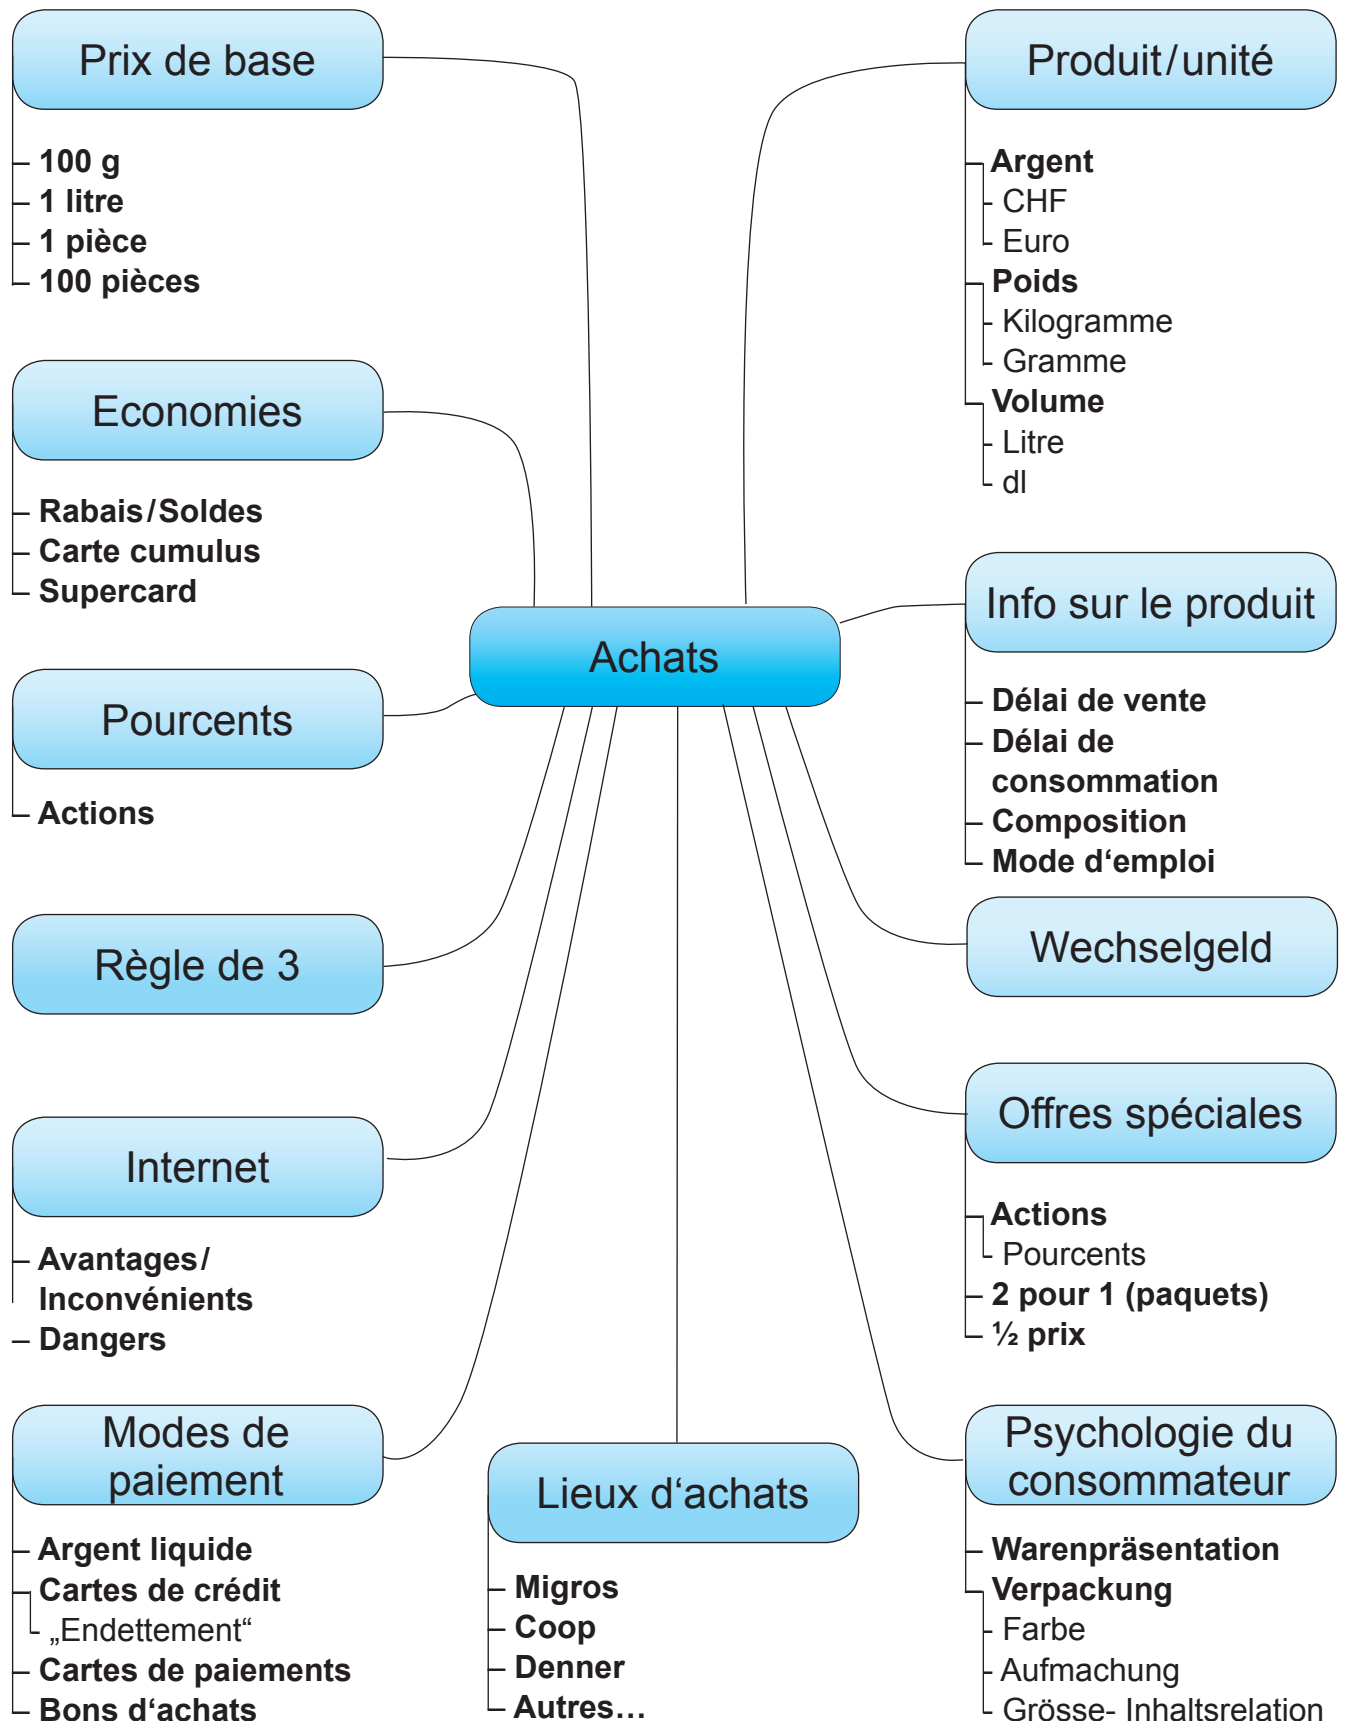 Prix de base
– 100 g
– 1 litre
– 1 pièce
– 100 pièces
Economies
– Rabais/Soldes
– Carte cumulus
– Supercard
Pourcents
– Actions
Règle de 3
Internet
– Avantages/
Inconvénients
– Dangers
Modes de
paiement
– Argent liquide
– Cartes de crédit
- „Endettement“
– Cartes de paiements
– Bons d‘achats
Achats
Lieux d‘achats
– Migros
– Coop
– Denner
– Autres…
Produit/unité
– Argent
- CHF
- Euro
– Poids
- Kilogramme
- Gramme
– Volume
- Litre
- dl
Info sur le produit
– Délai de vente
– Délai de
consommation
– Composition
– Mode d‘emploi
Wechselgeld
Offres spéciales
– Actions
- Pourcents
– 2 pour 1 (paquets)
– ½ prix
Psychologie du
consommateur
– Warenpräsentation
– Verpackung
- Farbe
- Aufmachung
- Grösse- Inhaltsrelation